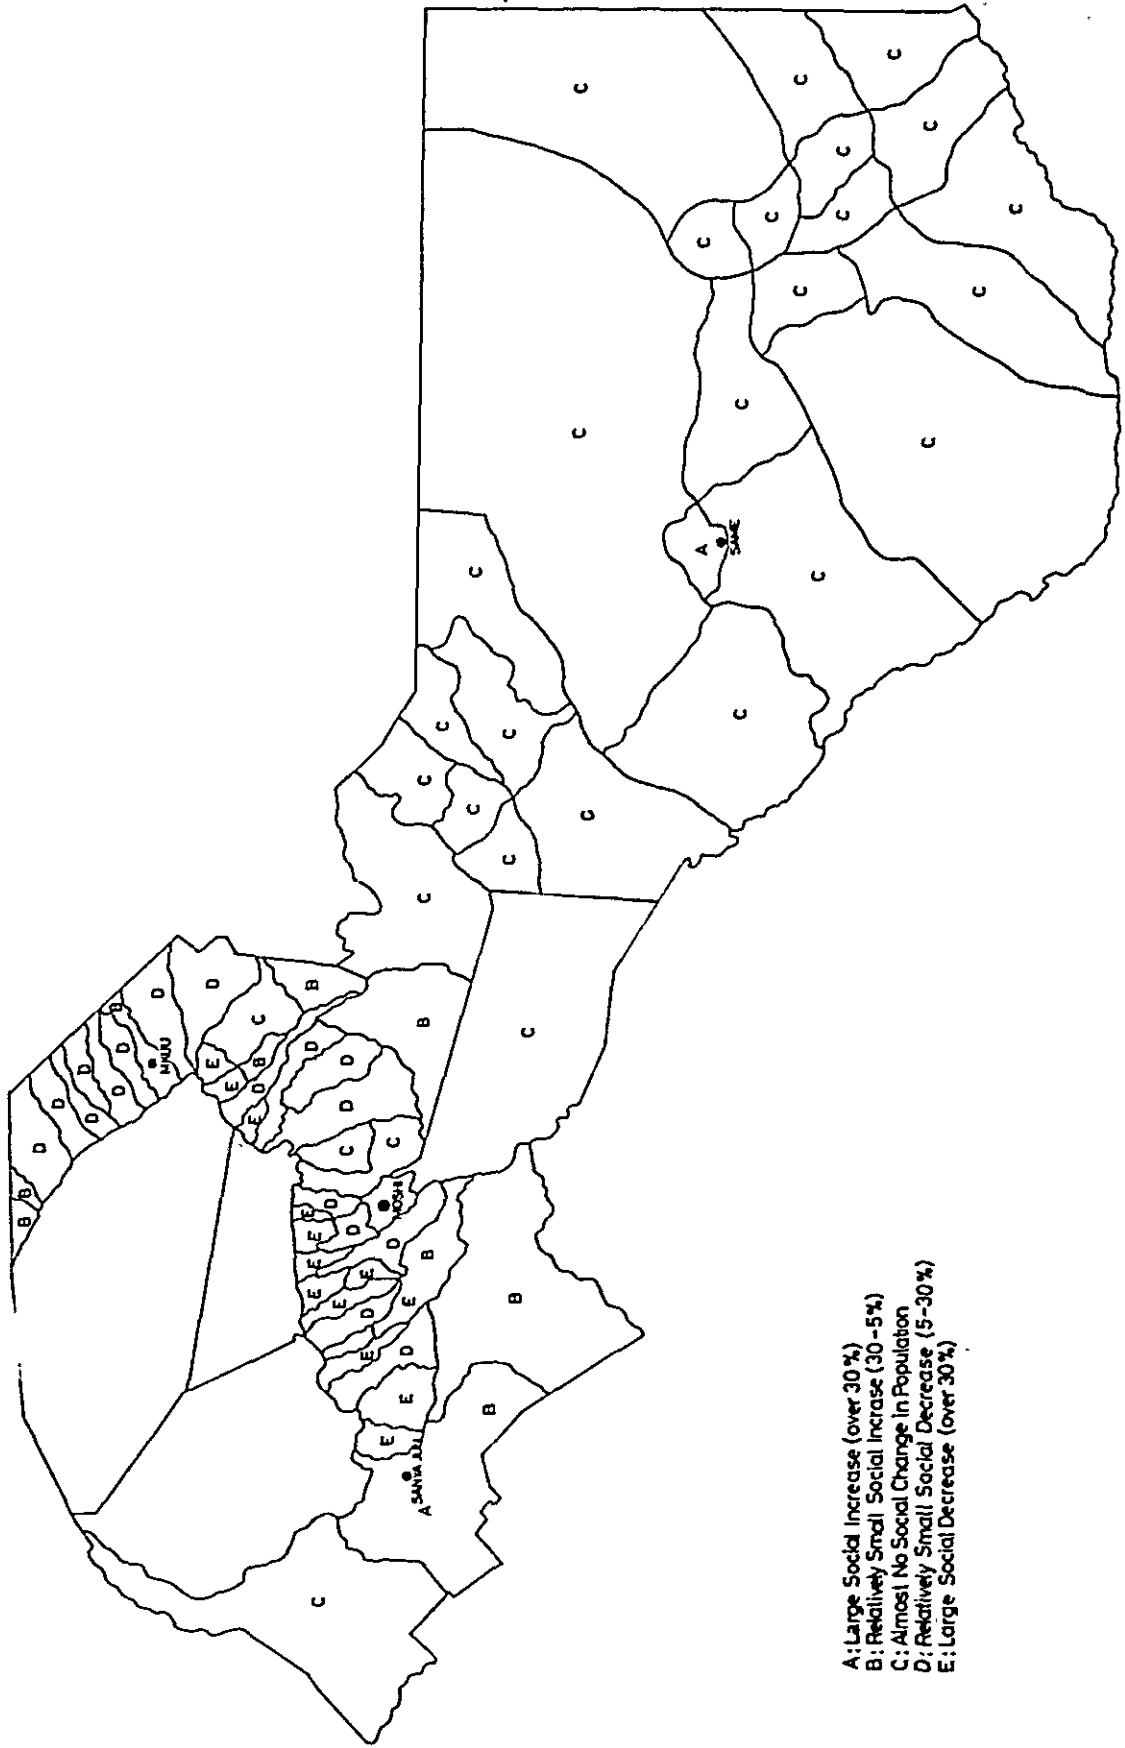 B
B
D
D
D
D
D
D
B
MKUU
D
E
D
E
E
D
B
C
D
B
C
E
E
E
E
D
E
C
D
D
D
E
D
E
E
D
C
MOSHI
E
D
E
SANYA JUU
A
B
B
C
C
C
C
C
B
B
C
C
C
C
C
C
A
C
SAME
C
C
C
C
C
C
C
C
C
C
C
C
C
A: Large Social Increase (over 30%)
B: Relatively Small Social Incrase (30-5%)
C: Almost No Social Change in Population
D: Relatively Small Social Decrease (5-30%)
E: Large Social Decrease (over 30%)